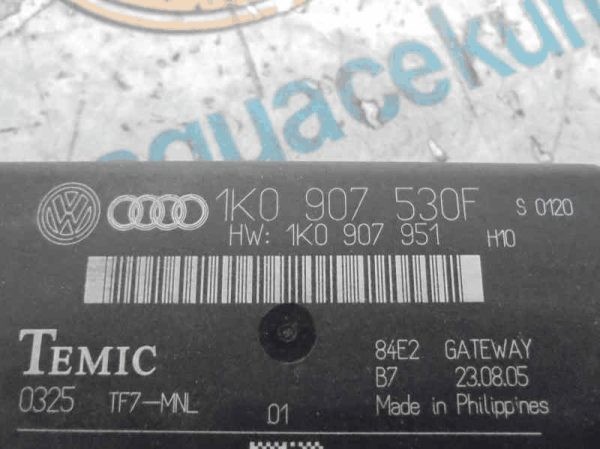 1K0 907 530F S 0120
HW: 1K0 907 951 H10
TEMIC
84E2 GATEWAY
B7 23.08.05
0325 TF7-MNL
01
Made in Philippines